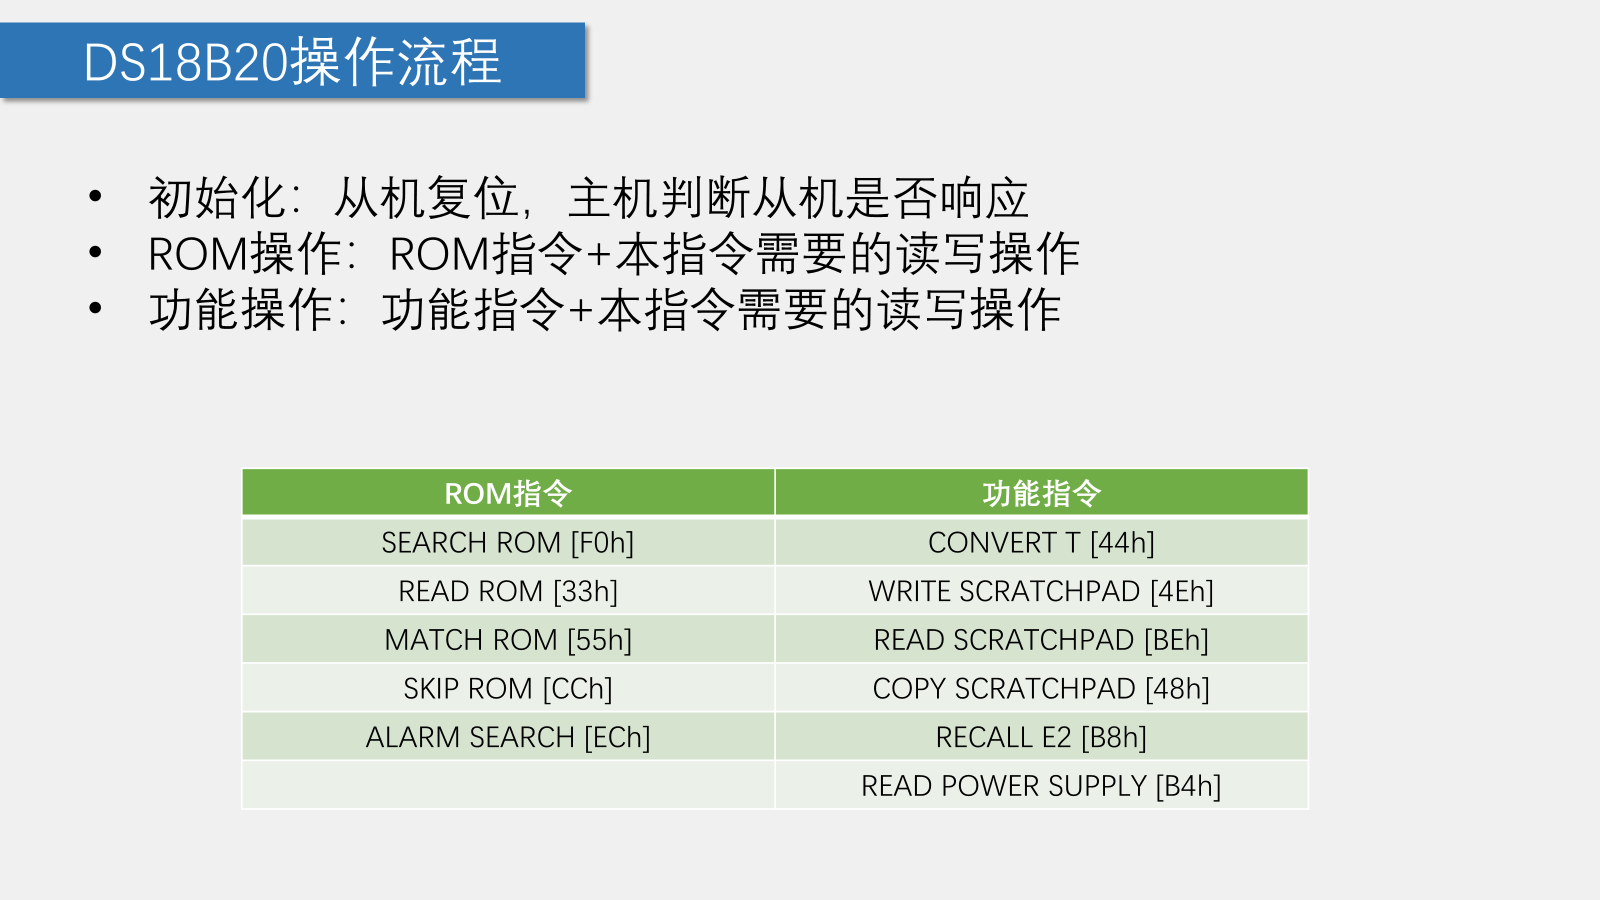 DS18B20操作流程
• 初始化：从机复位，主机判断从机是否响应
• ROM操作：ROM指令+本指令需要的读写操作
• 功能操作：功能指令+本指令需要的读写操作
ROM指令 功能指令
SEARCH ROM [F0h] CONVERT T [44h]
READ ROM [33h] WRITE SCRATCHPAD [4Eh]
MATCH ROM [55h] READ SCRATCHPAD [BEh]
SKIP ROM [CCh] COPY SCRATCHPAD [48h]
ALARM SEARCH [ECh] RECALL E2 [B8h]
READ POWER SUPPLY [B4h]